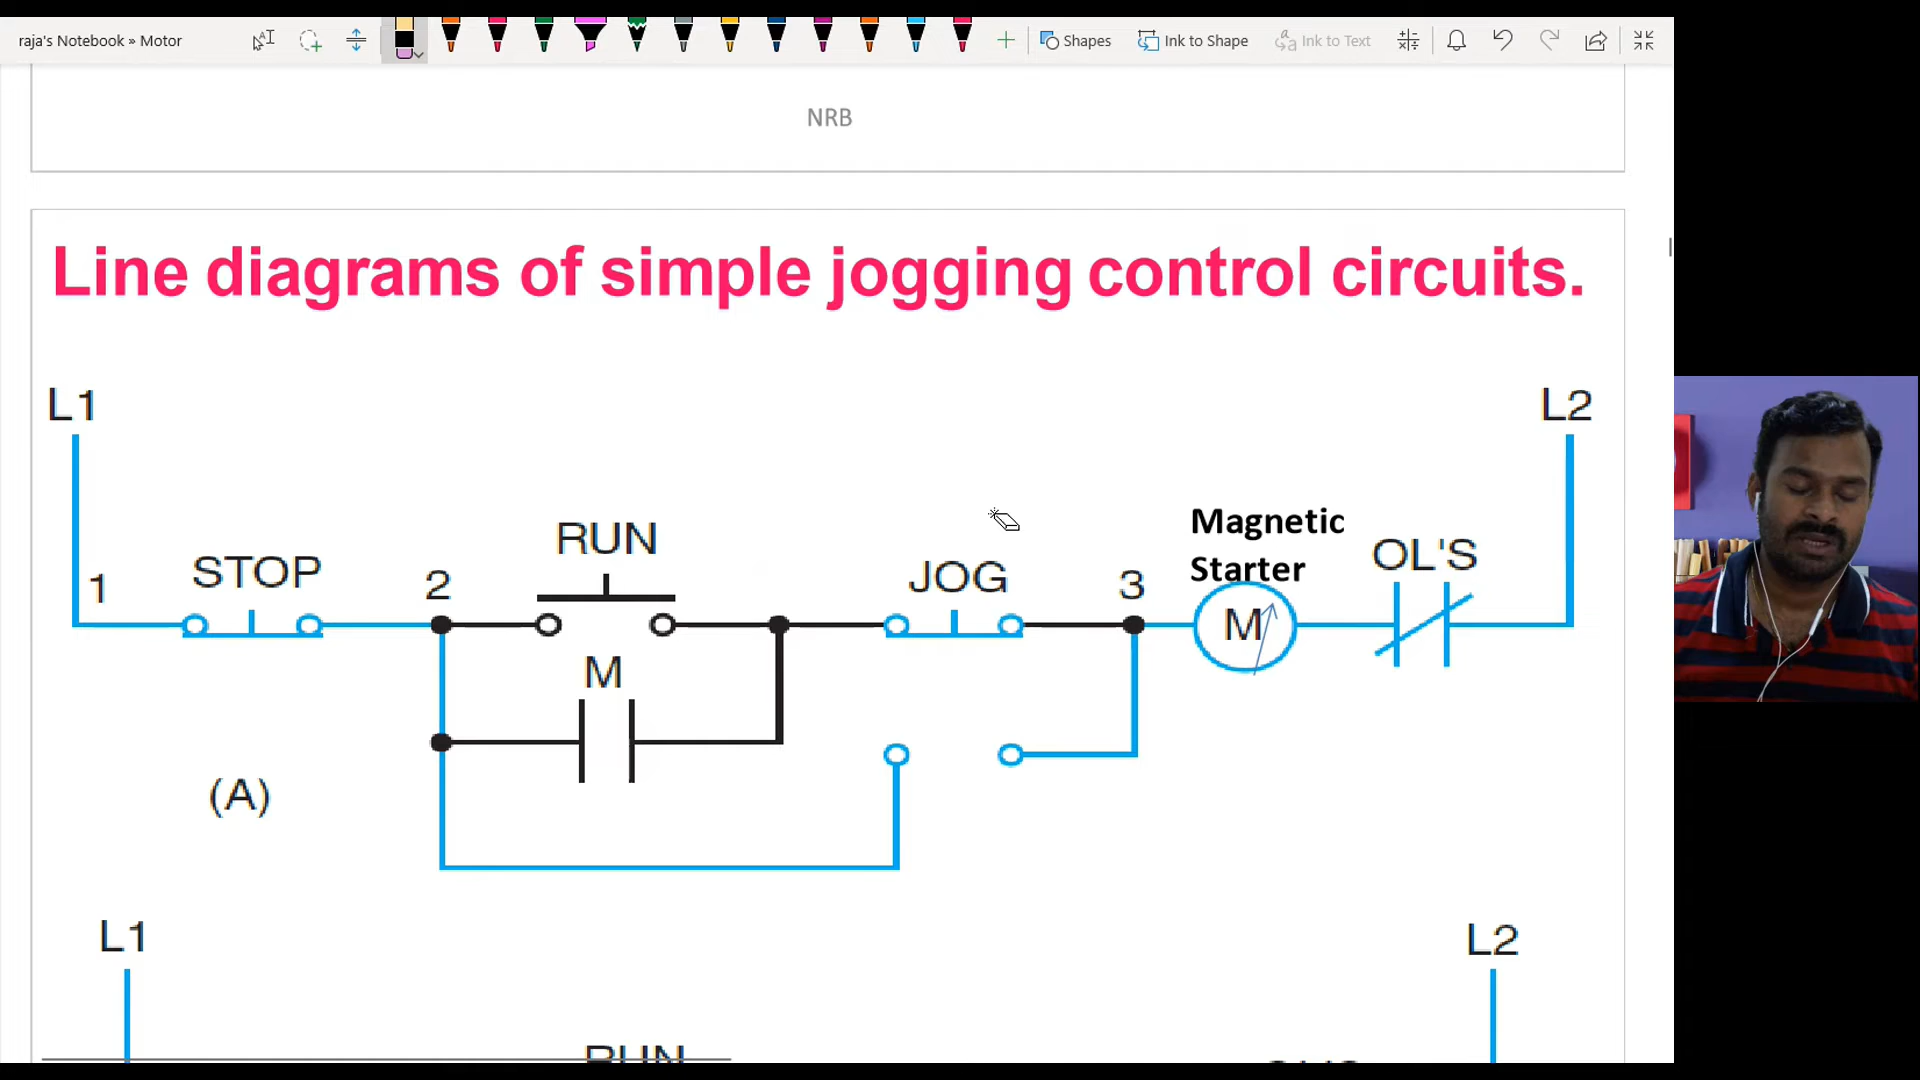 raja's Notebook » Motor
Shapes
Ink to Shape
Ink to Text
NRB
Line diagrams of simple jogging control circuits.
L1
L2
Magnetic
Starter
RUN
OL'S
STOP
JOG
1
2
3
M
M
(A)
L1
L2
RUN